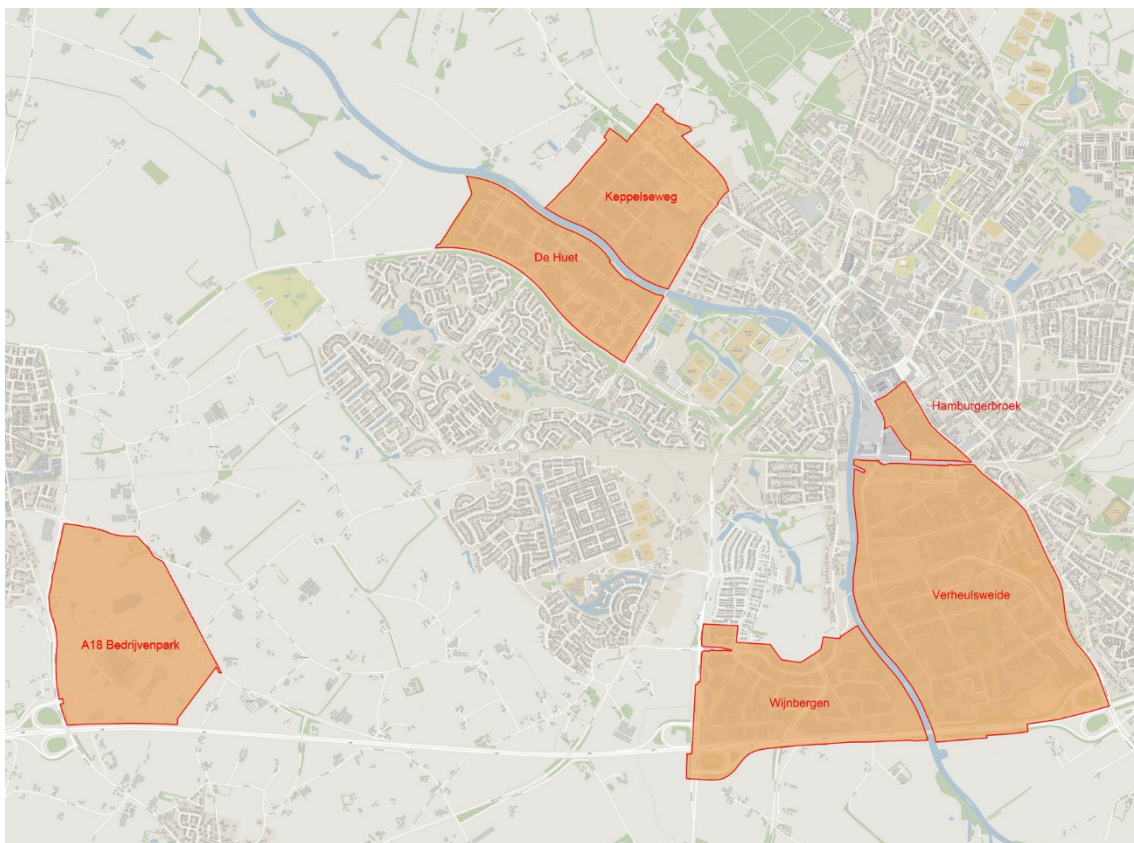 Keppelseweg
De Huet
Hamburgerbroek
Verheulsweide
A18 Bedrijvenpark
Wijnbergen